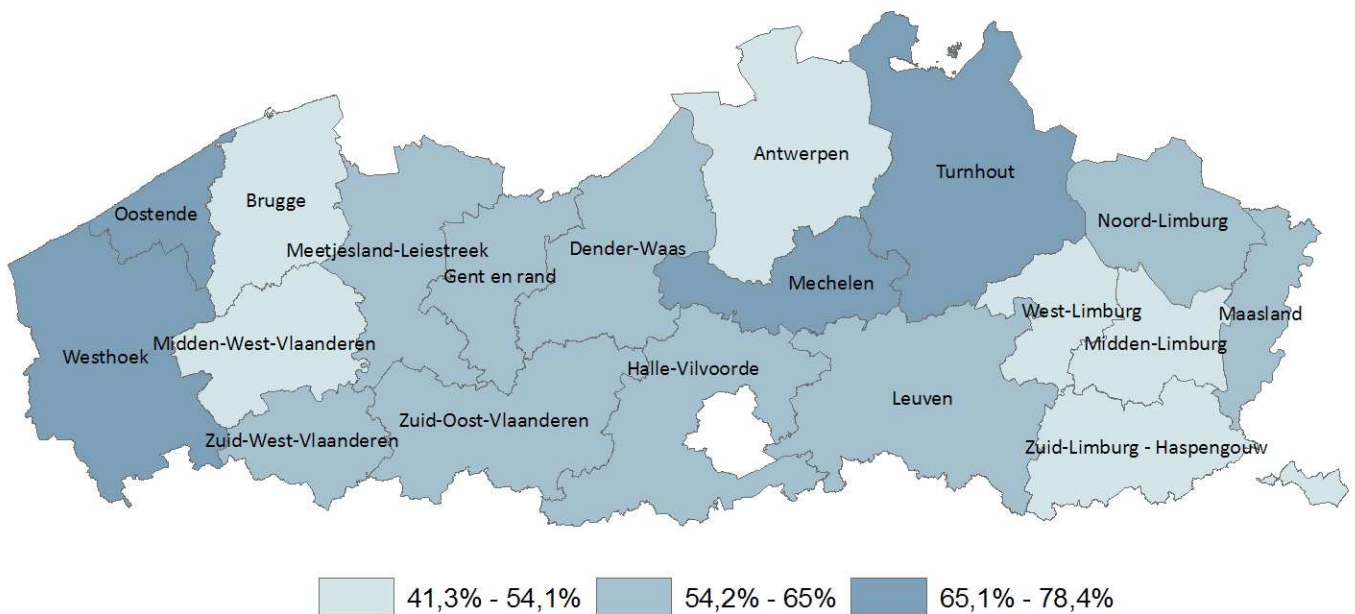 Antwerpen
Turnhout
Brugge
Oostende
Noord-Limburg
Meetjesland-Leiestreek
Dender-Waas
Gent en rand
Mechelen
West-Limburg
Maasland
Midden-West-Vlaanderen
Midden-Limburg
Westhoek
Halle-Vilvoorde
Leuven
Zuid-Oost-Vlaanderen
Zuid-West-Vlaanderen
Zuid-Limburg - Haspengouw
41,3% - 54,1%
54,2% - 65%
65,1% - 78,4%